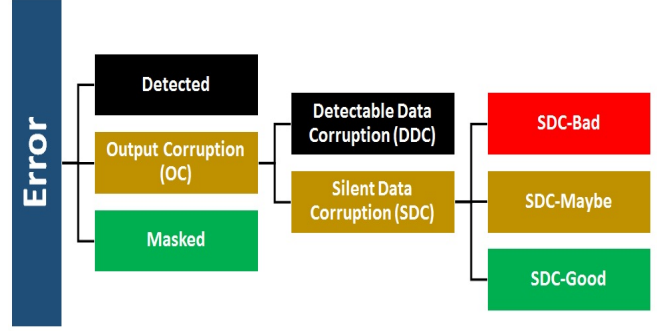 Error
Detected
Output Corruption
(OC)
Masked
Detectable Data
Corruption (DDC)
Silent Data
Corruption (SDC)
SDC-Bad
SDC-Maybe
SDC-Good